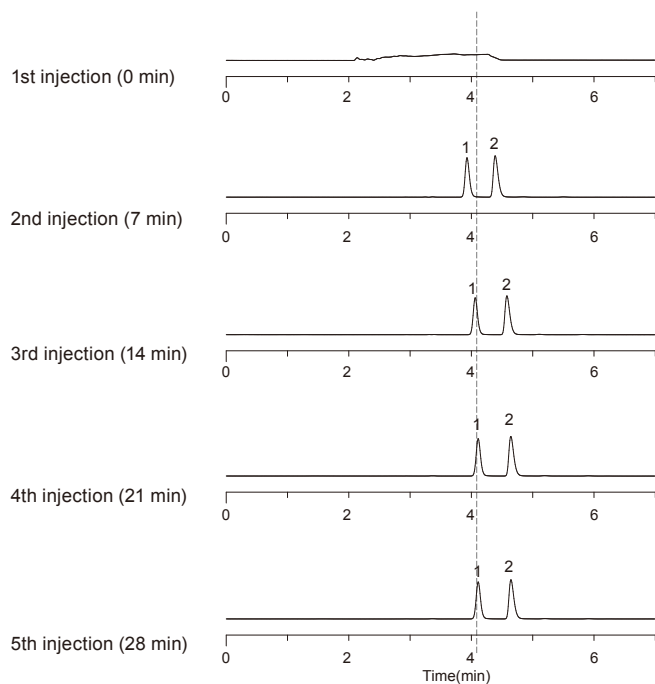 1st injection (0 min)
0 2 4 6
1 2
2nd injection (7 min)
0 2 4 6
1 2
3rd injection (14 min)
0 2 4 6
1 2
4th injection (21 min)
0 2 4 6
1 2
5th injection (28 min)
0 2 4 6
Time(min)